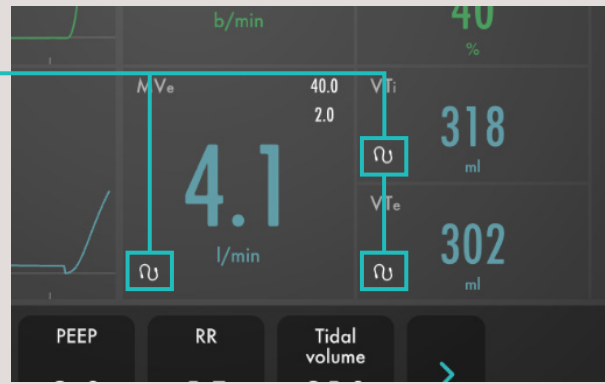 b/min
40
%
MVe
40.0
2.0
4.1
l/min
VTi
318
ml
VTe
302
ml
PEEP
RR
Tidal
volume